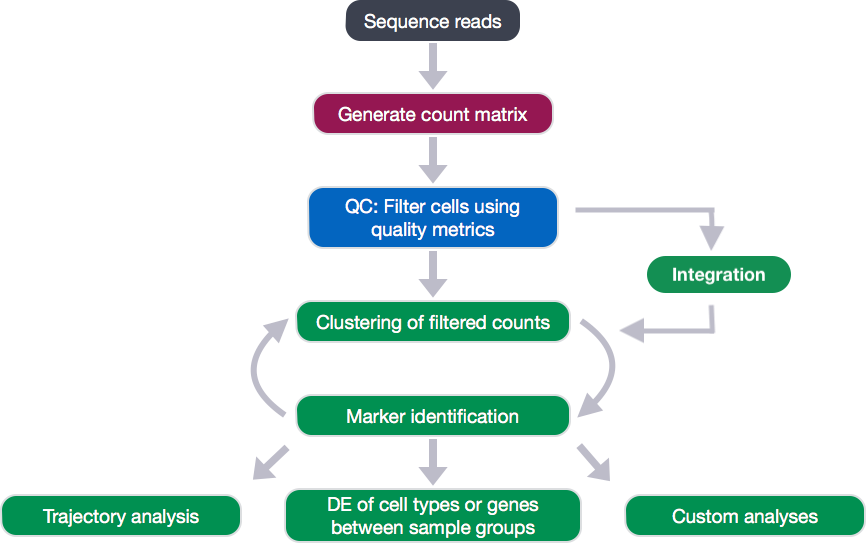 Sequence reads
Generate count matrix
QC: Filter cells using
quality metrics
Integration
Clustering of filtered counts
Marker identification
Trajectory analysis
DE of cell types or genes
between sample groups
Custom analyses